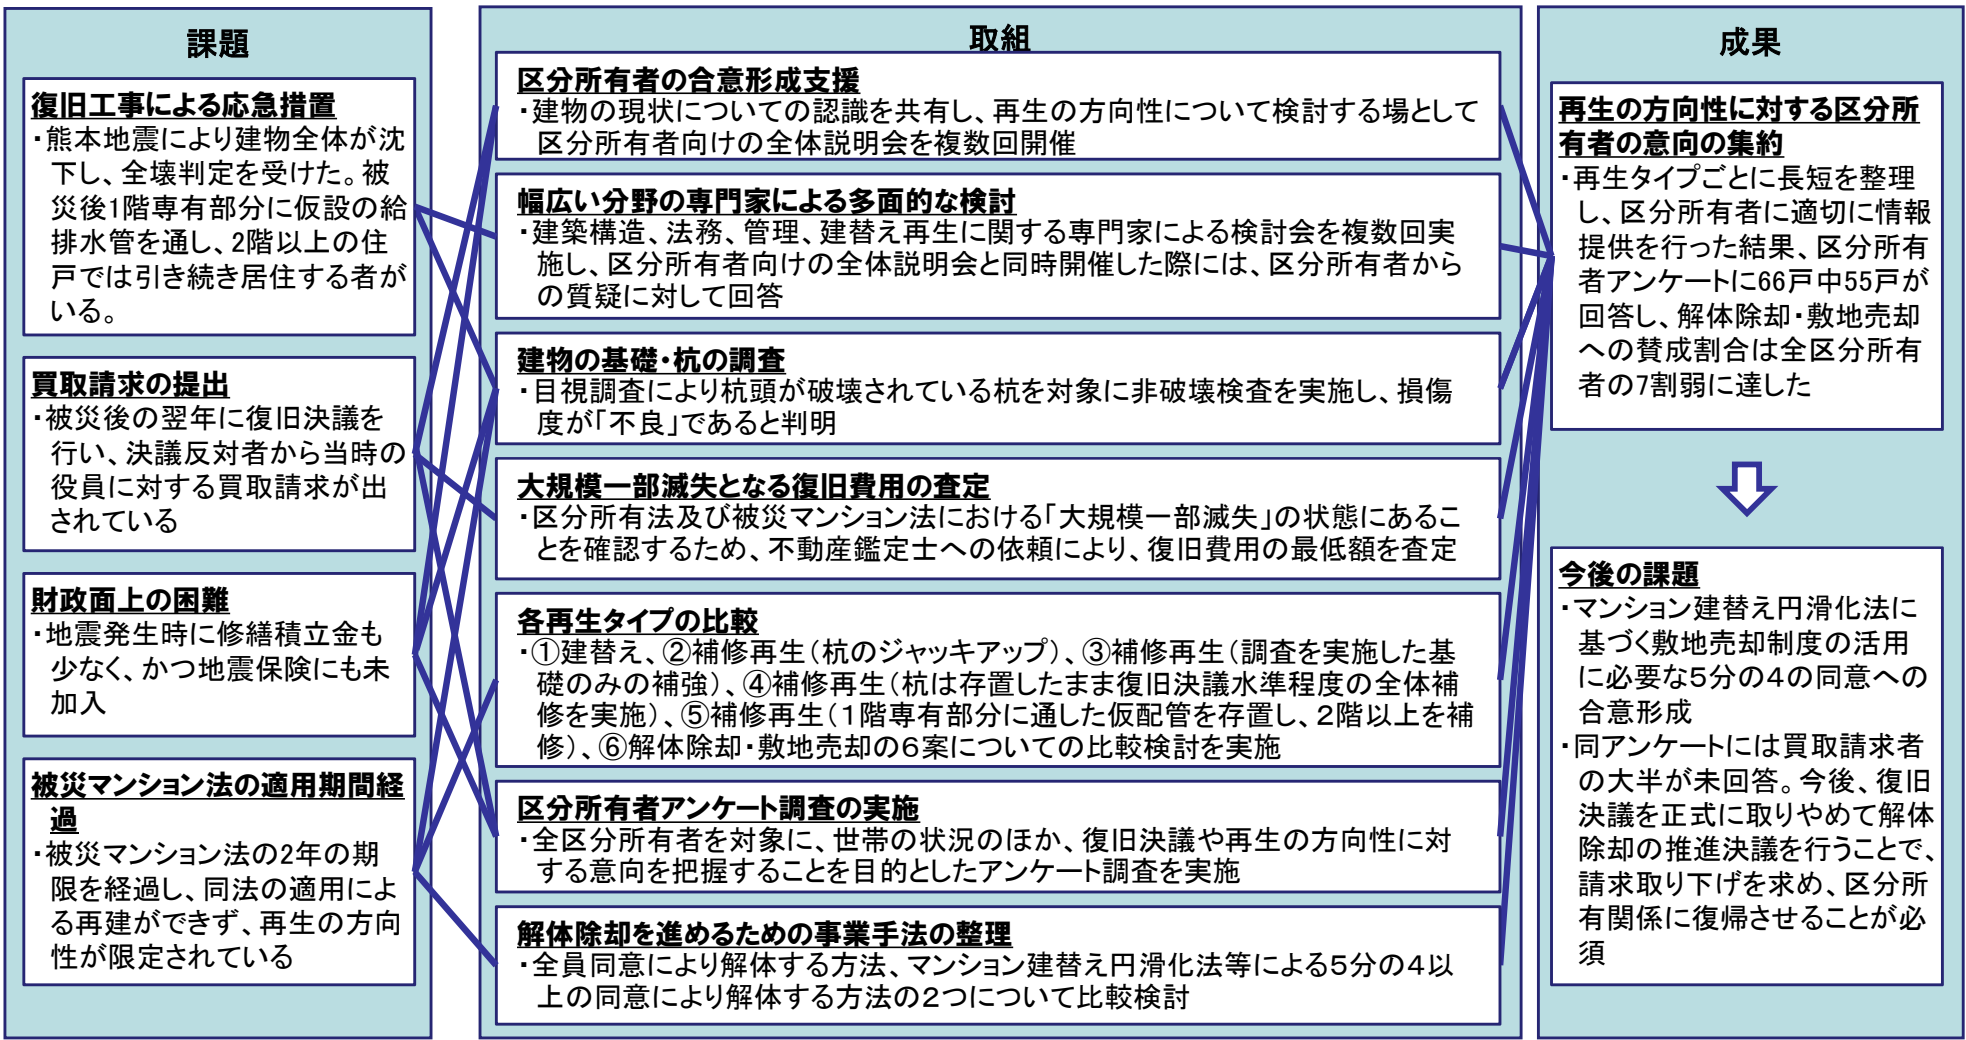 課題
復旧工事による応急措置
・熊本地震により建物全体が沈
下し、全壊判定を受けた。被
災後1階専有部分に仮設の給
排水管を通し、2階以上の住
戸では引き続き居住する者が
いる。
買取請求の提出
・被災後の翌年に復旧決議を
行い、決議反対者から当時の
役員に対する買取請求が出
されている
財政面上の困難
・地震発生時に修繕積立金も
少なく、かつ地震保険にも未
加入
被災マンション法の適用期間経
過
・被災マンション法の2年の期
限を経過し、同法の適用によ
る再建ができず、再生の方向
性が限定されている
取組
区分所有者の合意形成支援
・建物の現状についての認識を共有し、再生の方向性について検討する場として
区分所有者向けの全体説明会を複数回開催
幅広い分野の専門家による多面的な検討
・建築構造、法務、管理、建替え再生に関する専門家による検討会を複数回実
施し、区分所有者向けの全体説明会と同時開催した際には、区分所有者から
の質疑に対して回答
建物の基礎・杭の調査
・目視調査により杭頭が破壊されている杭を対象に非破壊検査を実施し、損傷
度が「不良」であると判明
大規模一部滅失となる復旧費用の査定
・区分所有法及び被災マンション法における「大規模一部滅失」の状態にあるこ
とを確認するため、不動産鑑定士への依頼により、復旧費用の最低額を査定
各再生タイプの比較
・①建替え、②補修再生（杭のジャッキアップ）、③補修再生（調査を実施した基
礎のみの補強）、④補修再生（杭は存置したまま復旧決議水準程度の全体補
修を実施）、⑤補修再生（１階専有部分に通した仮配管を存置し、２階以上を補
修）、⑥解体除却・敷地売却の６案についての比較検討を実施
区分所有者アンケート調査の実施
・全区分所有者を対象に、世帯の状況のほか、復旧決議や再生の方向性に対
する意向を把握することを目的としたアンケート調査を実施
解体除却を進めるための事業手法の整理
・全員同意により解体する方法、マンション建替え円滑化法等による５分の４以
上の同意により解体する方法の２つについて比較検討
成果
再生の方向性に対する区分所
有者の意向の集約
・再生タイプごとに長短を整理
し、区分所有者に適切に情報
提供を行った結果、区分所有
者アンケートに66戸中55戸が
回答し、解体除却・敷地売却
への賛成割合は全区分所有
者の7割弱に達した
今後の課題
・マンション建替え円滑化法に
基づく敷地売却制度の活用
に必要な５分の４の同意への
合意形成
・同アンケートには買取請求者
の大半が未回答。今後、復旧
決議を正式に取りやめて解体
除却の推進決議を行うことで、
請求取り下げを求め、区分所
有関係に復帰させることが必
須